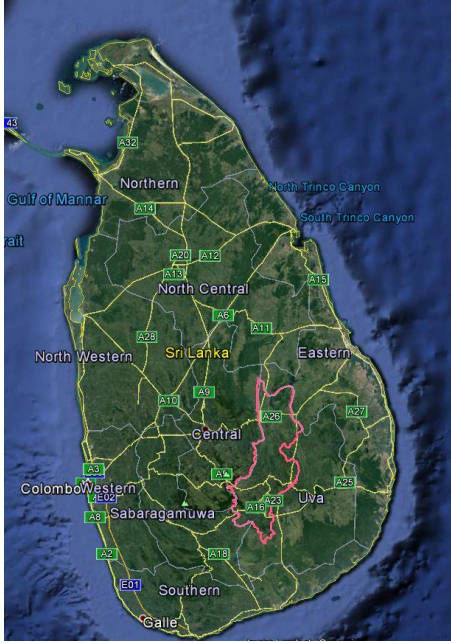 43
A32
Northern
Gulf of Mannar
North Trinco Canyon
A14
South Trinco Canyon
rait
A20
A12
A13
A15
North Central
A6
A11
A28
North Western
Sri Lanka
Eastern
A9
A10
A26
A27
Central
A3
Colombo
Western
E02
A25
Uva
A23
A16
Sabaragamuwa
A8
A2
A18
E01
Southern
Galle